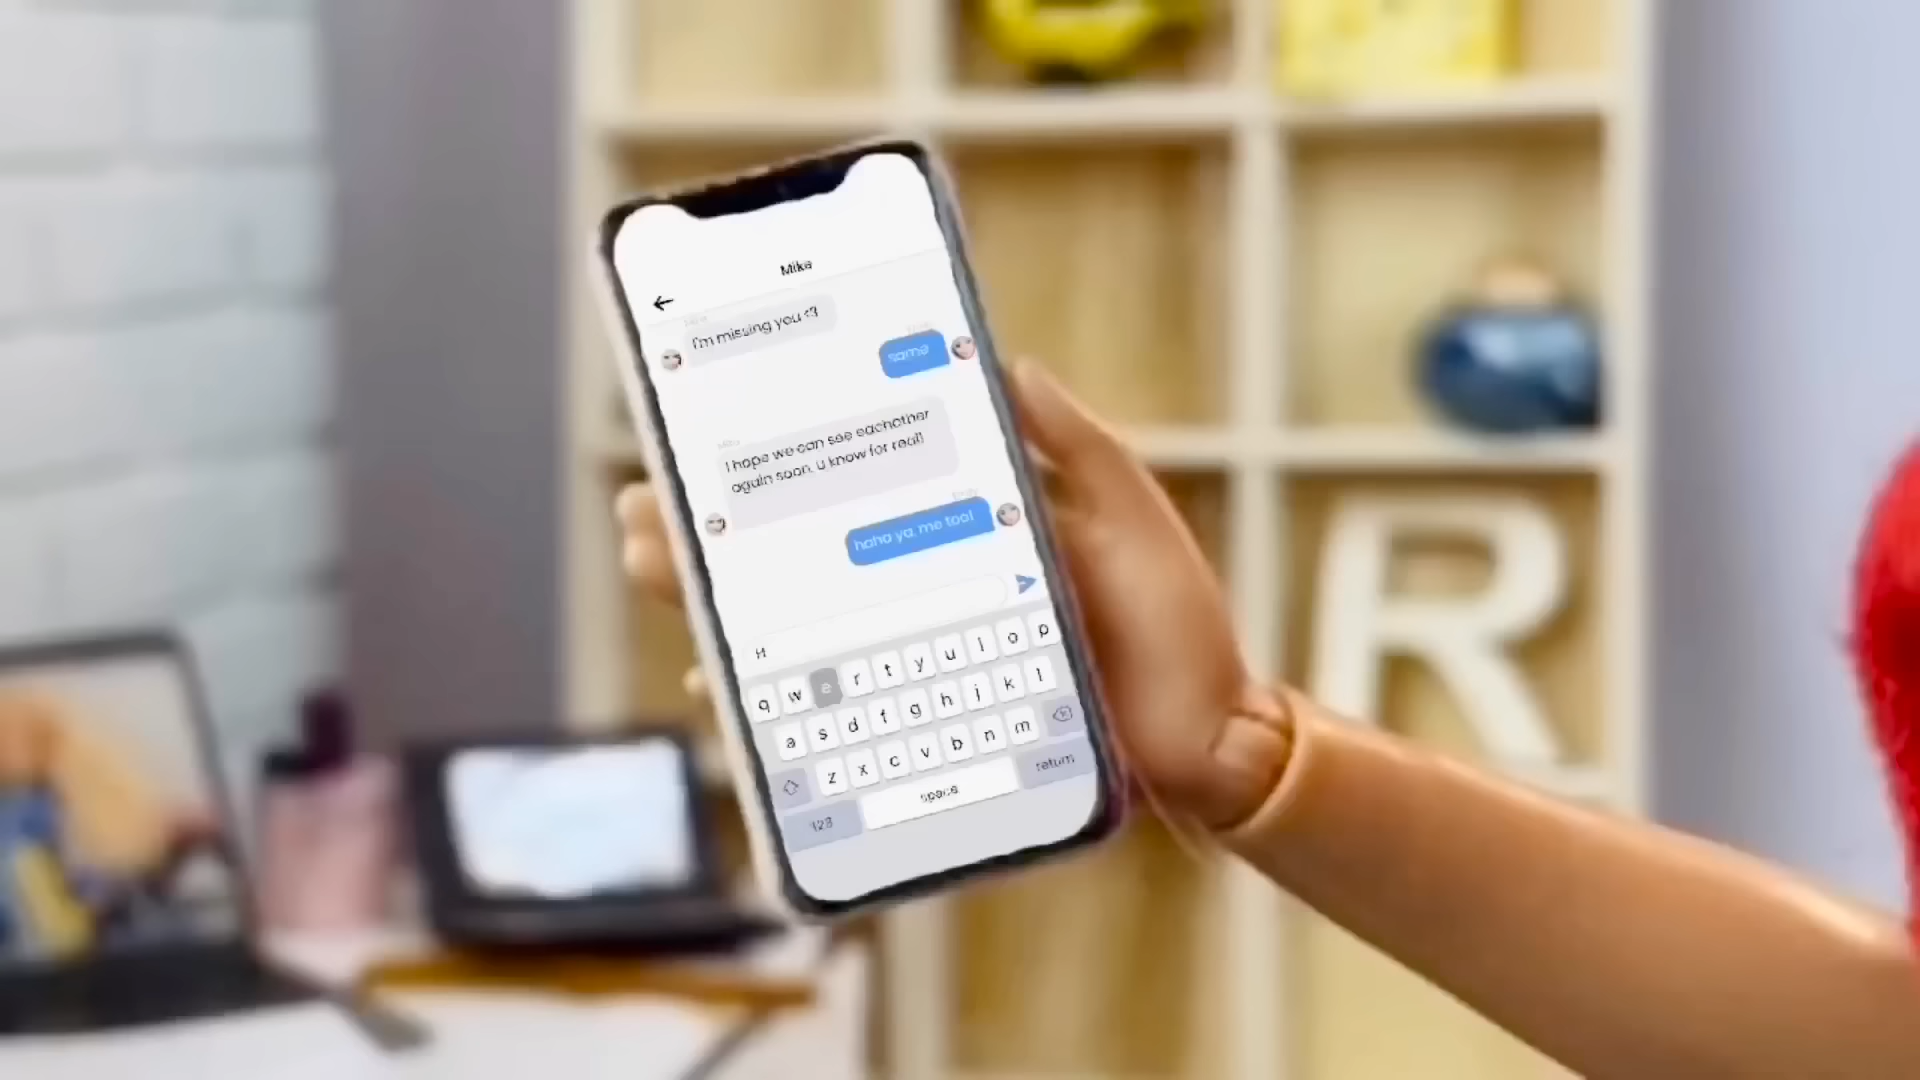 Mike
I'm missing you <3
same
I hope we can see eachother
again soon, u know for real!
haha ya, me too!
H
q w e r t y u i o p
a s d f g h j k l
z x c v b n m
123 space return
R